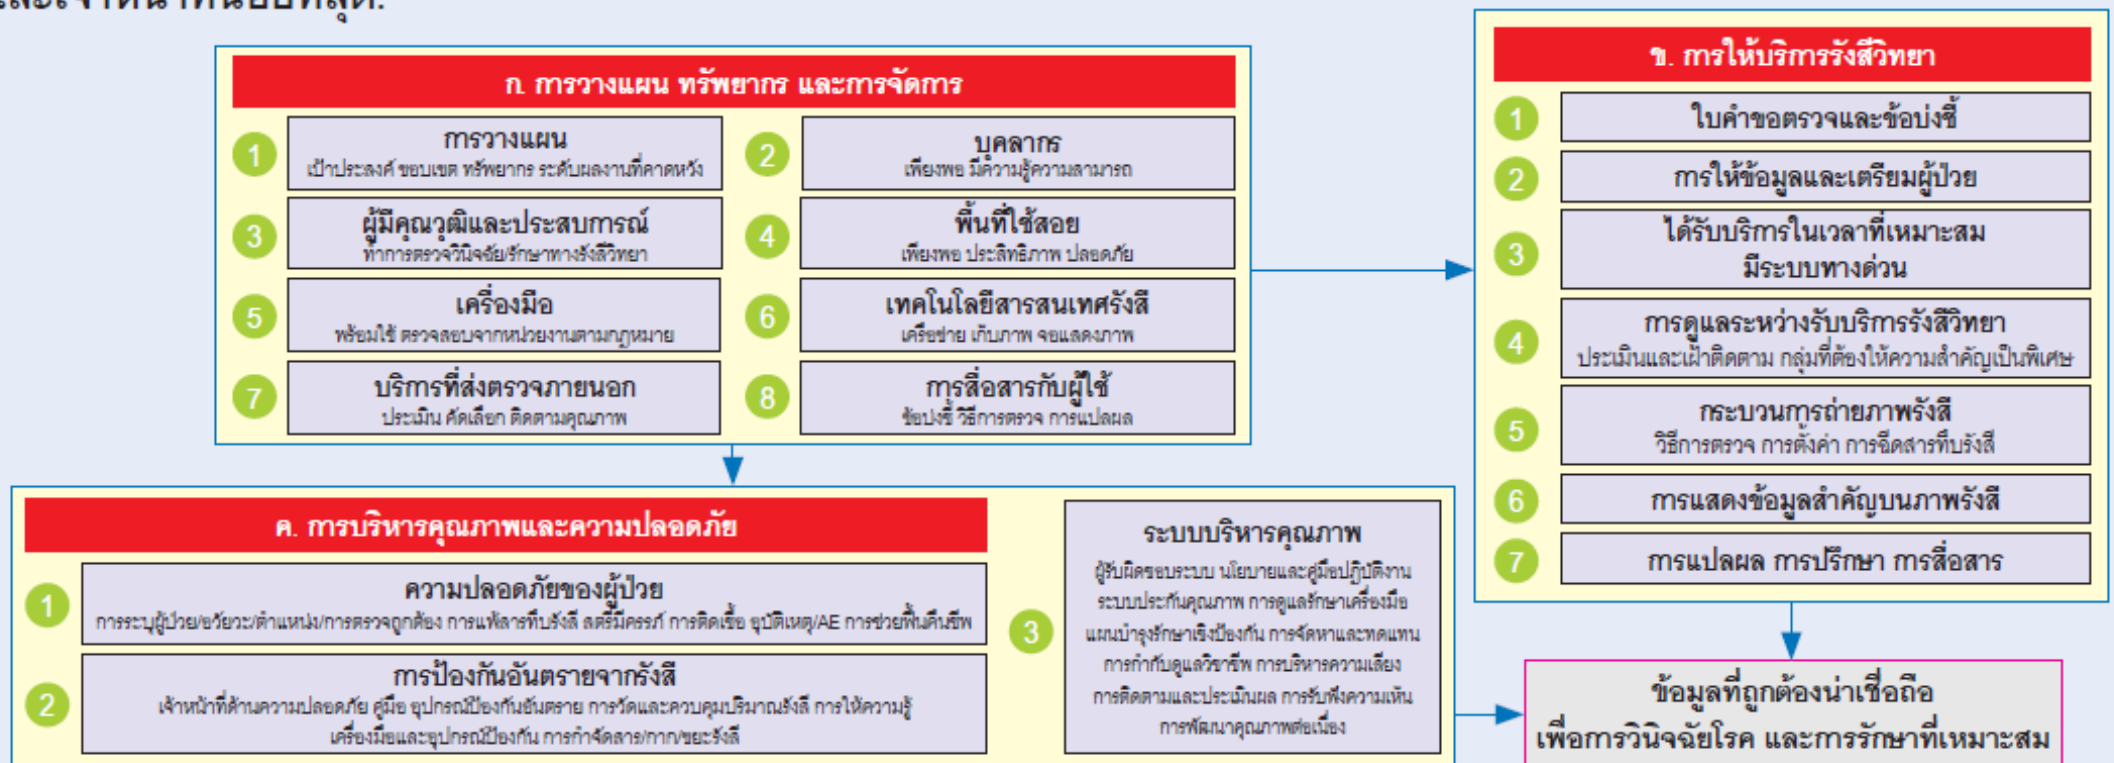 ก. การวางแผน ทรัพยากร และการจัดการ
1
การวางแผน
เป้าประสงค์ ขอบเขต ทรัพยากร ระดับผลงานที่คาดหวัง
2
บุคลากร
เพียงพอ มีความรู้ความสามารถ
3
ผู้มีคุณวุฒิและประสบการณ์
ทำการตรวจวินิจฉัย/รักษาทางรังสีวิทยา
4
พื้นที่ใช้สอย
เพียงพอ ประสิทธิภาพ ปลอดภัย
5
เครื่องมือ
พร้อมใช้ ตรวจสอบจากหน่วยงานตามกฎหมาย
6
เทคโนโลยีสารสนเทศรังสี
เครือข่าย เก็บภาพ จอแสดงภาพ
7
บริการที่ส่งตรวจภายนอก
ประเมิน คัดเลือก ติดตามคุณภาพ
8
การสื่อสารกับผู้ใช้
ข้อบ่งชี้ วิธีการตรวจ การแปลผล
ข. การให้บริการรังสีวิทยา
1
ใบคำขอตรวจและข้อบ่งชี้
2
การให้ข้อมูลและเตรียมผู้ป่วย
3
ได้รับบริการในเวลาที่เหมาะสม
มีระบบทางด่วน
4
การดูแลระหว่างรับบริการรังสีวิทยา
ประเมินและเฝ้าติดตาม กลุ่มที่ต้องให้ความสำคัญเป็นพิเศษ
5
กระบวนการถ่ายภาพรังสี
วิธีการตรวจ การตั้งค่า การฉีดสารทึบรังสี
6
การแสดงข้อมูลสำคัญบนภาพรังสี
7
การแปลผล การปรึกษา การสื่อสาร
ค. การบริหารคุณภาพและความปลอดภัย
1
ความปลอดภัยของผู้ป่วย
การระบุผู้ป่วย/อวัยวะ/ตำแหน่ง/การตรวจถูกต้อง การแพ้สารทึบรังสี สตรีมีครรภ์ การติดเชื้อ อุบัติเหตุ/AE การช่วยฟื้นคืนชีพ
2
การป้องกันอันตรายจากรังสี
เจ้าหน้าที่ด้านความปลอดภัย คู่มือ อุปกรณ์ป้องกันอันตราย การวัดและควบคุมปริมาณรังสี การให้ความรู้
เครื่องมือและอุปกรณ์ป้องกัน การกำจัดสาร/กาก/ขยะรังสี
3
ระบบบริหารคุณภาพ
ผู้รับผิดชอบระบบ นโยบายและคู่มือปฏิบัติงาน
ระบบประกันคุณภาพ การดูแลรักษาเครื่องมือ
แผนบำรุงรักษาเชิงป้องกัน การจัดหาและทดแทน
การกำกับดูแลวิชาชีพ การบริหารความเสี่ยง
การติดตามและประเมินผล การรับฟังความเห็น
การพัฒนาคุณภาพต่อเนื่อง
ข้อมูลที่ถูกต้องน่าเชื่อถือ
เพื่อการวินิจฉัยโรค และการรักษาที่เหมาะสม